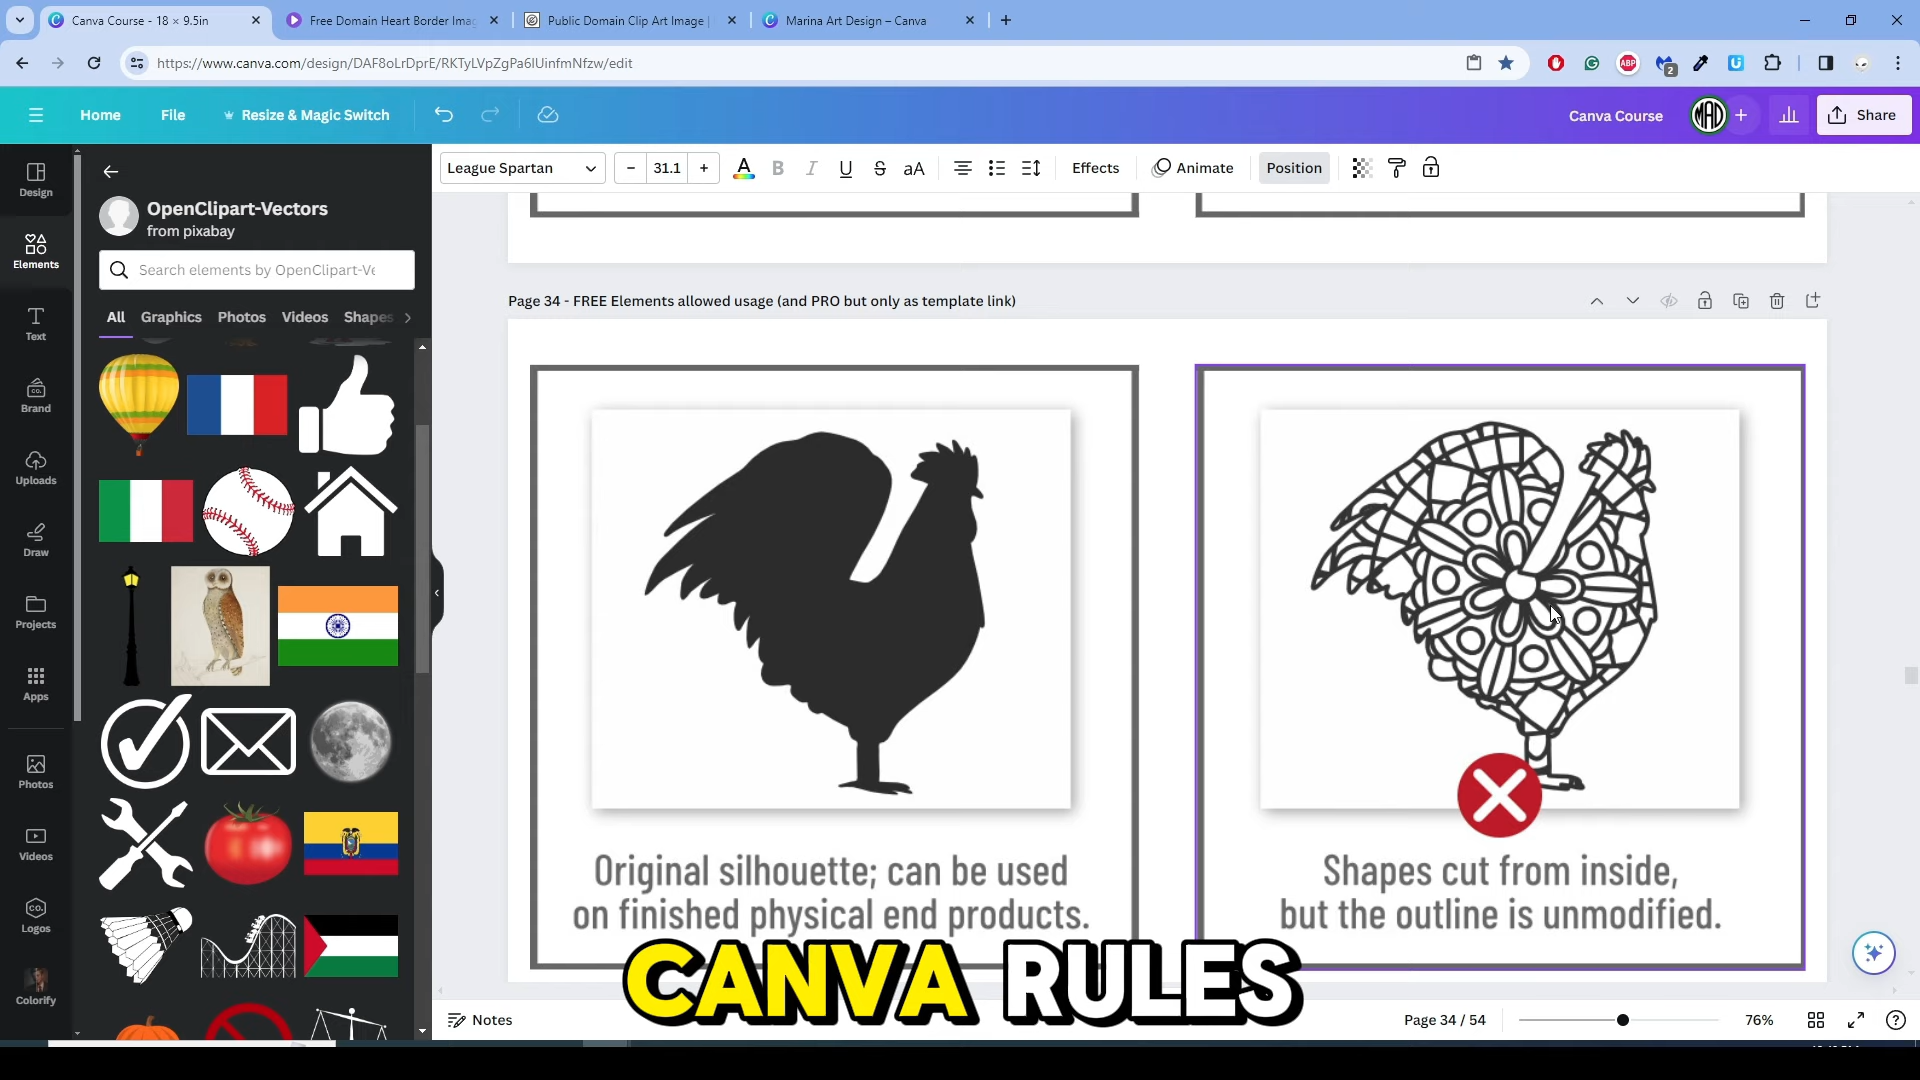 Canva Course - 18 × 9.5in
Free Domain Heart Border Imag
Public Domain Clip Art Image |
Marina Art Design – Canva
https://www.canva.com/design/DAF8oLrDprE/RKTyLVpZgPa6IUinfmNfzw/edit
ABP
2
Home
File
Resize & Magic Switch
Canva Course
MAD
Share
League Spartan
31.1
A
B
I
U
S
aA
Effects
Animate
Position
Design
Elements
Text
Brand
Uploads
Draw
Projects
Apps
Photos
Videos
Logos
Colorify
OpenClipart-Vectors
from pixabay
Search elements by OpenClipart-Ve
All
Graphics
Photos
Videos
Shapes
Page 34 - FREE Elements allowed usage (and PRO but only as template link)
Original silhouette; can be used
on finished physical end products.
Shapes cut from inside,
but the outline is unmodified.
CANVA RULES
Notes
Page 34 / 54
76%